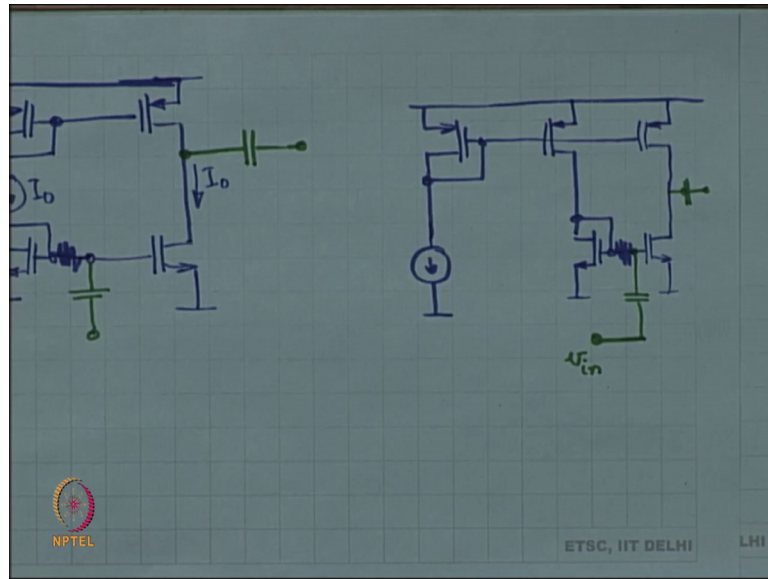 I₀
I₀
v_in
NPTEL
ETSC, IIT DELHI
LHI